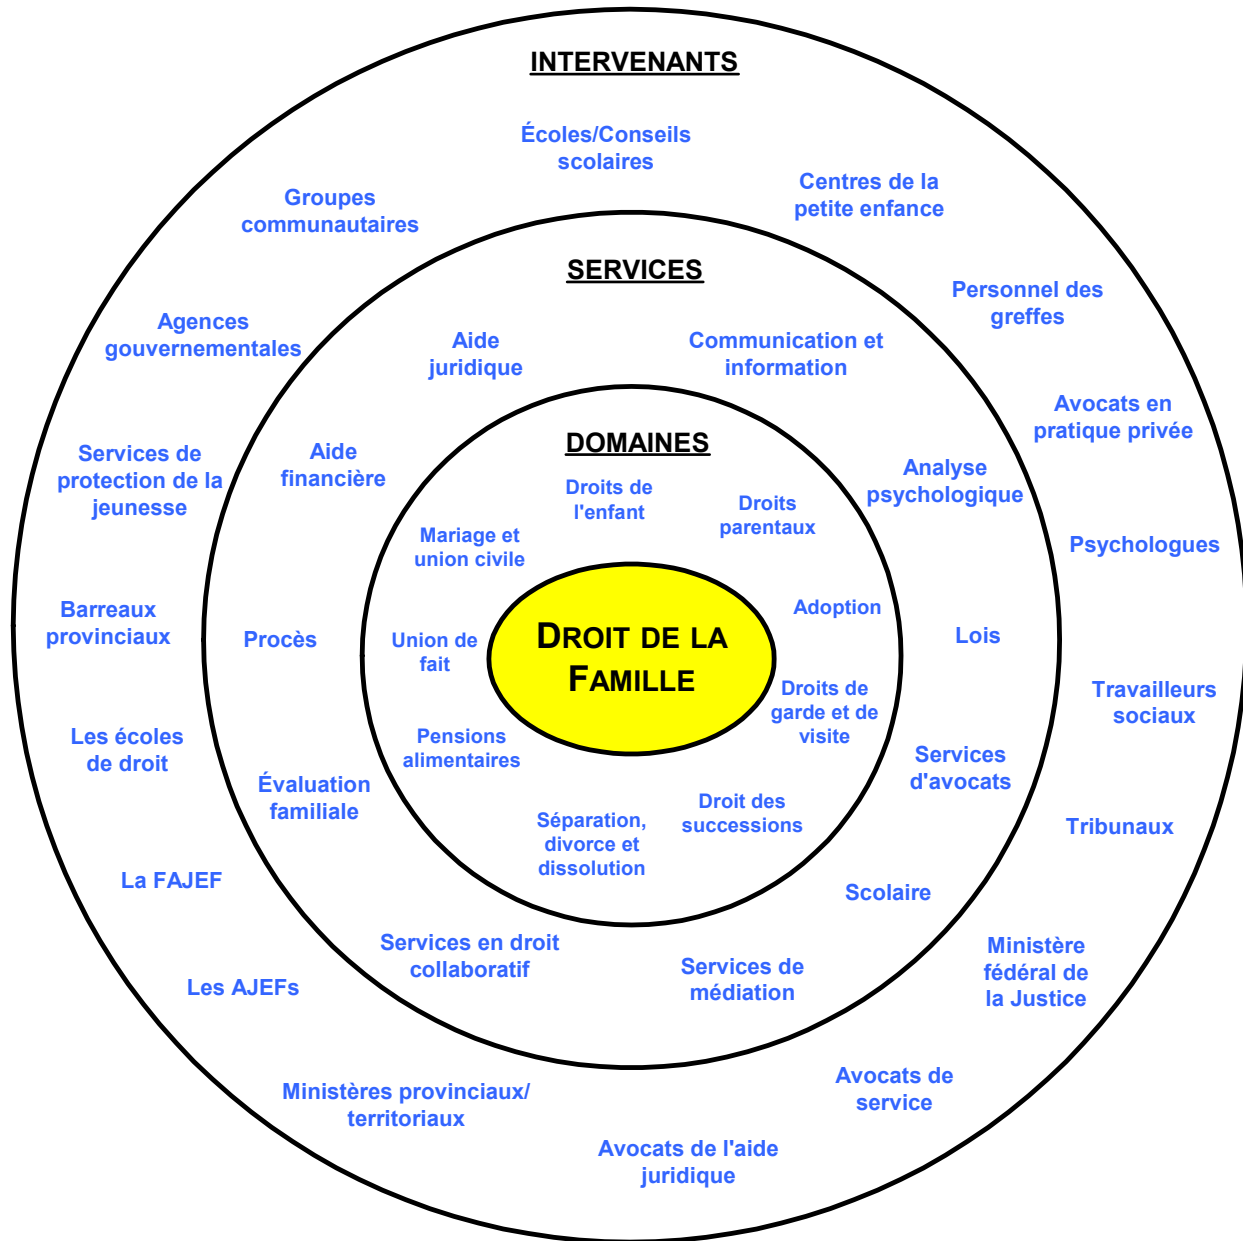 INTERVENANTS
Écoles/Conseils
scolaires
Centres de la
petite enfance
Groupes
communautaires
Personnel des
greffes
Agences
gouvernementales
Avocats en
pratique privée
Services de
protection de la
jeunesse
Psychologues
Barreaux
provinciaux
Travailleurs
sociaux
Les écoles
de droit
Tribunaux
La FAJEF
Ministère
fédéral de
la Justice
Les AJEFs
Avocats de
service
Ministères provinciaux/
territoriaux
Avocats de l'aide
juridique
SERVICES
Aide
juridique
Communication et
information
Aide
financière
Analyse
psychologique
Procès
Lois
Évaluation
familiale
Services
d'avocats
Scolaire
Services en droit
collaboratif
Services de
médiation
DOMAINES
Droits de
l'enfant
Droits
parentaux
Mariage et
union civile
Adoption
Union de
fait
Droits de
garde et de
visite
Pensions
alimentaires
Droit des
successions
Séparation,
divorce et
dissolution
DROIT DE LA
FAMILLE